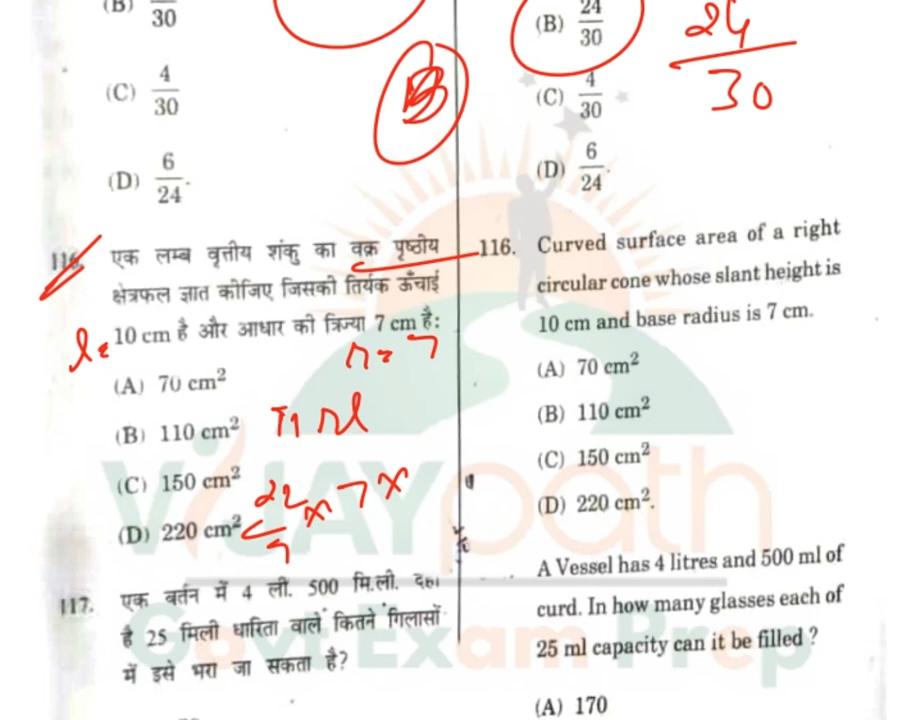 (B) 30
(C) 4/30
(D) 6/24.
116. एक लम्ब वृत्तीय शंकु का वक्र पृष्ठीय
क्षेत्रफल ज्ञात कीजिए जिसकी तिर्यक ऊँचाई
10 cm है और आधार की त्रिज्या 7 cm है:
l=
r = 7
(A) 70 cm²
(B) 110 cm²
π r l
(C) 150 cm²
22/7 × 7 ×
(D) 220 cm²
117. एक बर्तन में 4 ली. 500 मि.ली. दही
है 25 मिली धारिता वाले कितने गिलासों
में इसे भरा जा सकता है?
B
(B) 24/30
24/30
(C) 4/30
(D) 6/24.
116. Curved surface area of a right
circular cone whose slant height is
10 cm and base radius is 7 cm.
(A) 70 cm²
(B) 110 cm²
(C) 150 cm²
(D) 220 cm².
A Vessel has 4 litres and 500 ml of
curd. In how many glasses each of
25 ml capacity can it be filled ?
(A) 170
VIJAYpath
Govt Exam Prep